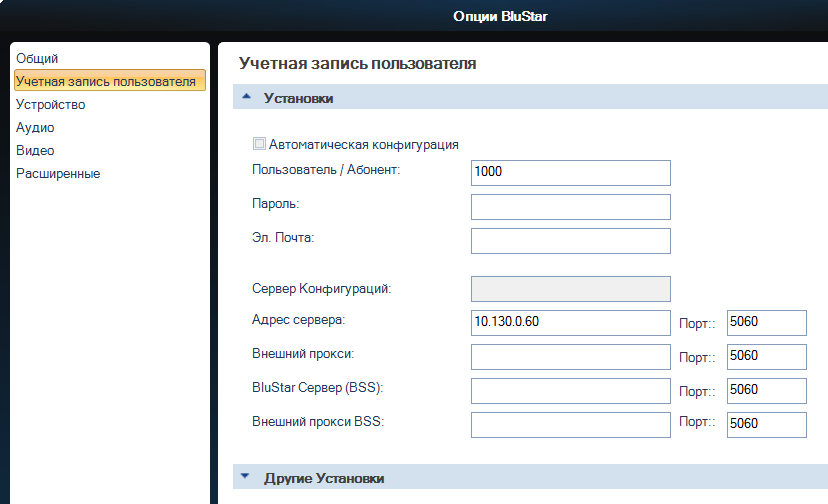 Опции BluStar
Общий
Учетная запись пользователя
Устройство
Аудио
Видео
Расширенные
Учетная запись пользователя
Установки
Автоматическая конфигурация
Пользователь / Абонент: 1000
Пароль:
Эл. Почта:
Сервер Конфигураций:
Адрес сервера: 10.130.0.60 Порт:: 5060
Внешний прокси: Порт:: 5060
BluStar Сервер (BSS): Порт:: 5060
Внешний прокси BSS: Порт:: 5060
Другие Установки